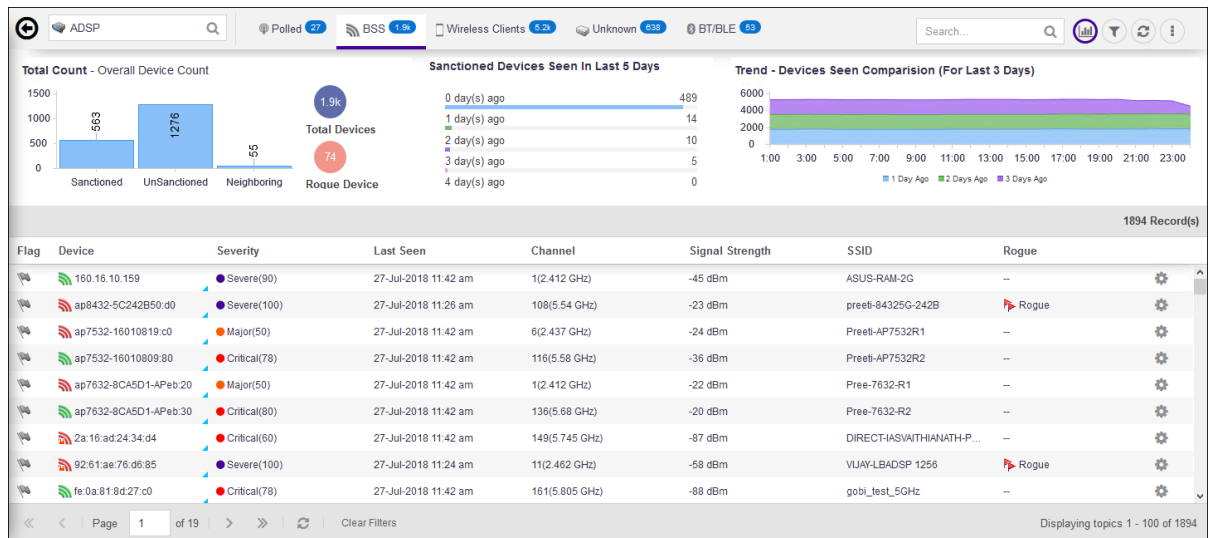 ADSP
Polled 27
BSS 1.9k
Wireless Clients 5.2k
Unknown 638
BT/BLE 53
Search...
Total Count - Overall Device Count
1500
1000
500
0
563
1276
55
Sanctioned UnSanctioned Neighboring
1.9k
Total Devices
74
Rogue Device
Sanctioned Devices Seen In Last 5 Days
0 day(s) ago 489
1 day(s) ago 14
2 day(s) ago 10
3 day(s) ago 5
4 day(s) ago 0
Trend - Devices Seen Comparision (For Last 3 Days)
6000
4000
2000
0
1:00 3:00 5:00 7:00 9:00 11:00 13:00 15:00 17:00 19:00 21:00 23:00
1 Day Ago 2 Days Ago 3 Days Ago
1894 Record(s)
Flag Device Severity Last Seen Channel Signal Strength SSID Rogue
160.16.10.159 Severe(90) 27-Jul-2018 11:42 am 1(2.412 GHz) -45 dBm ASUS-RAM-2G --
ap8432-5C242B50:d0 Severe(100) 27-Jul-2018 11:26 am 108(5.54 GHz) -23 dBm preeti-84325G-242B Rogue
ap7532-16010819:c0 Major(50) 27-Jul-2018 11:42 am 6(2.437 GHz) -24 dBm Preeti-AP7532R1 --
ap7532-16010809:80 Critical(78) 27-Jul-2018 11:42 am 116(5.58 GHz) -36 dBm Preeti-AP7532R2 --
ap7632-8CA5D1-APeb:20 Major(50) 27-Jul-2018 11:42 am 1(2.412 GHz) -22 dBm Pree-7632-R1 --
ap7632-8CA5D1-APeb:30 Critical(80) 27-Jul-2018 11:42 am 136(5.68 GHz) -20 dBm Pree-7632-R2 --
2a:16:ad:24:34:d4 Critical(60) 27-Jul-2018 11:42 am 149(5.745 GHz) -87 dBm DIRECT-IASVAITHIANATH-P... --
92:61:ae:76:d6:85 Severe(100) 27-Jul-2018 11:24 am 11(2.462 GHz) -58 dBm VIJAY-LBADSP 1256 Rogue
fe:0a:81:8d:27:c0 Critical(78) 27-Jul-2018 11:42 am 161(5.805 GHz) -88 dBm gobi_test_5GHz --
Page 1 of 19 Clear Filters Displaying topics 1 - 100 of 1894